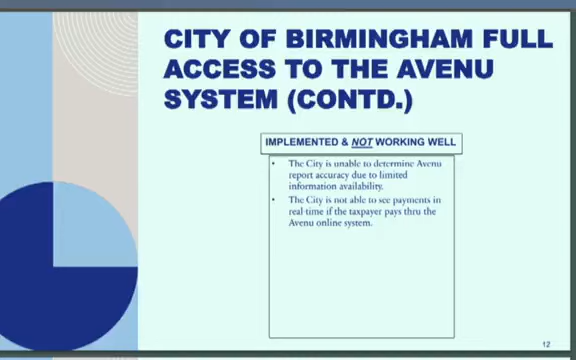 CITY OF BIRMINGHAM FULL
ACCESS TO THE AVENU
SYSTEM (CONTD.)
IMPLEMENTED & NOT WORKING WELL
• The City is unable to determine Avenu
report accuracy due to limited
information availability.
• The City is not able to see payments in
real time if the taxpayer pays thru the
Avenu online system.
12